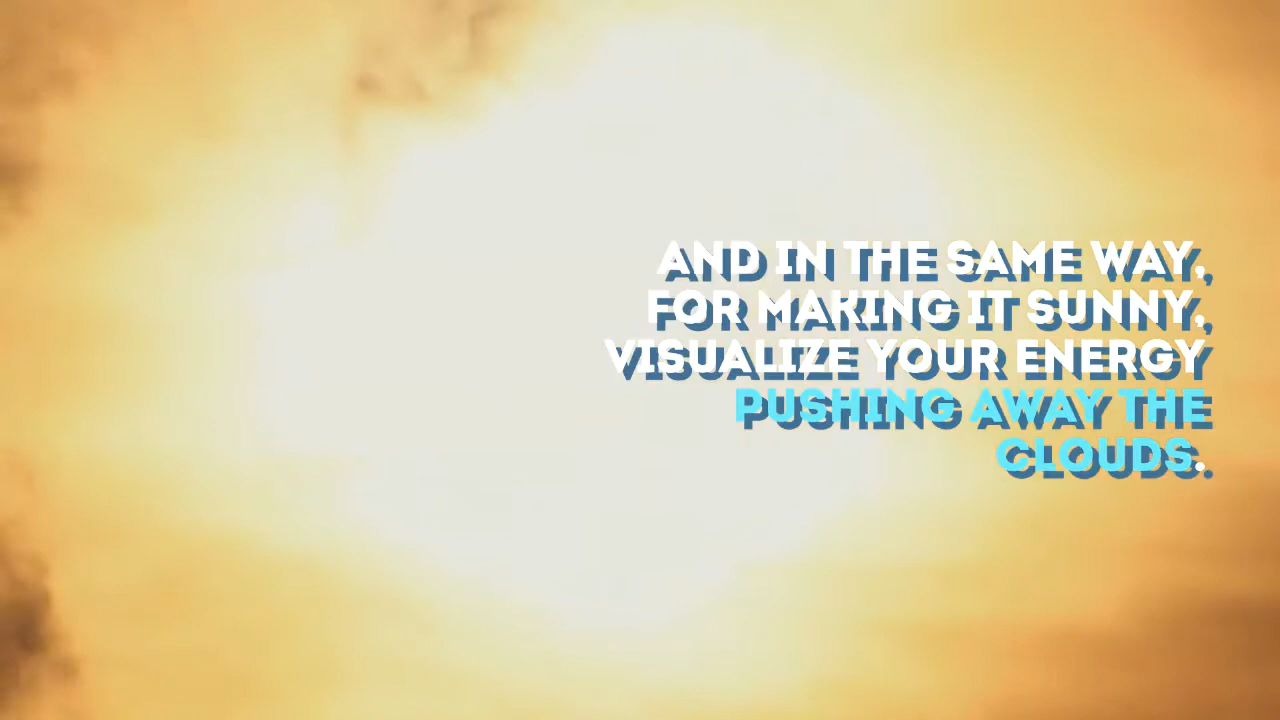 AND IN THE SAME WAY,
FOR MAKING IT SUNNY,
VISUALIZE YOUR ENERGY
PUSHING AWAY THE
CLOUDS.